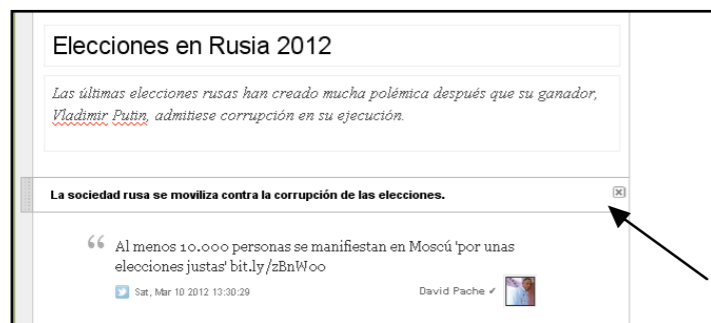 Elecciones en Rusia 2012
Las últimas elecciones rusas han creado mucha polémica después que su ganador,
Vladimir Putin, admitiese corrupción en su ejecución.
La sociedad rusa se moviliza contra la corrupción de las elecciones.
“ Al menos 10.000 personas se manifiestan en Moscú 'por unas
elecciones justas' bit.ly/zBnWoo
Sat, Mar 10 2012 13:30:29 David Pache ✓